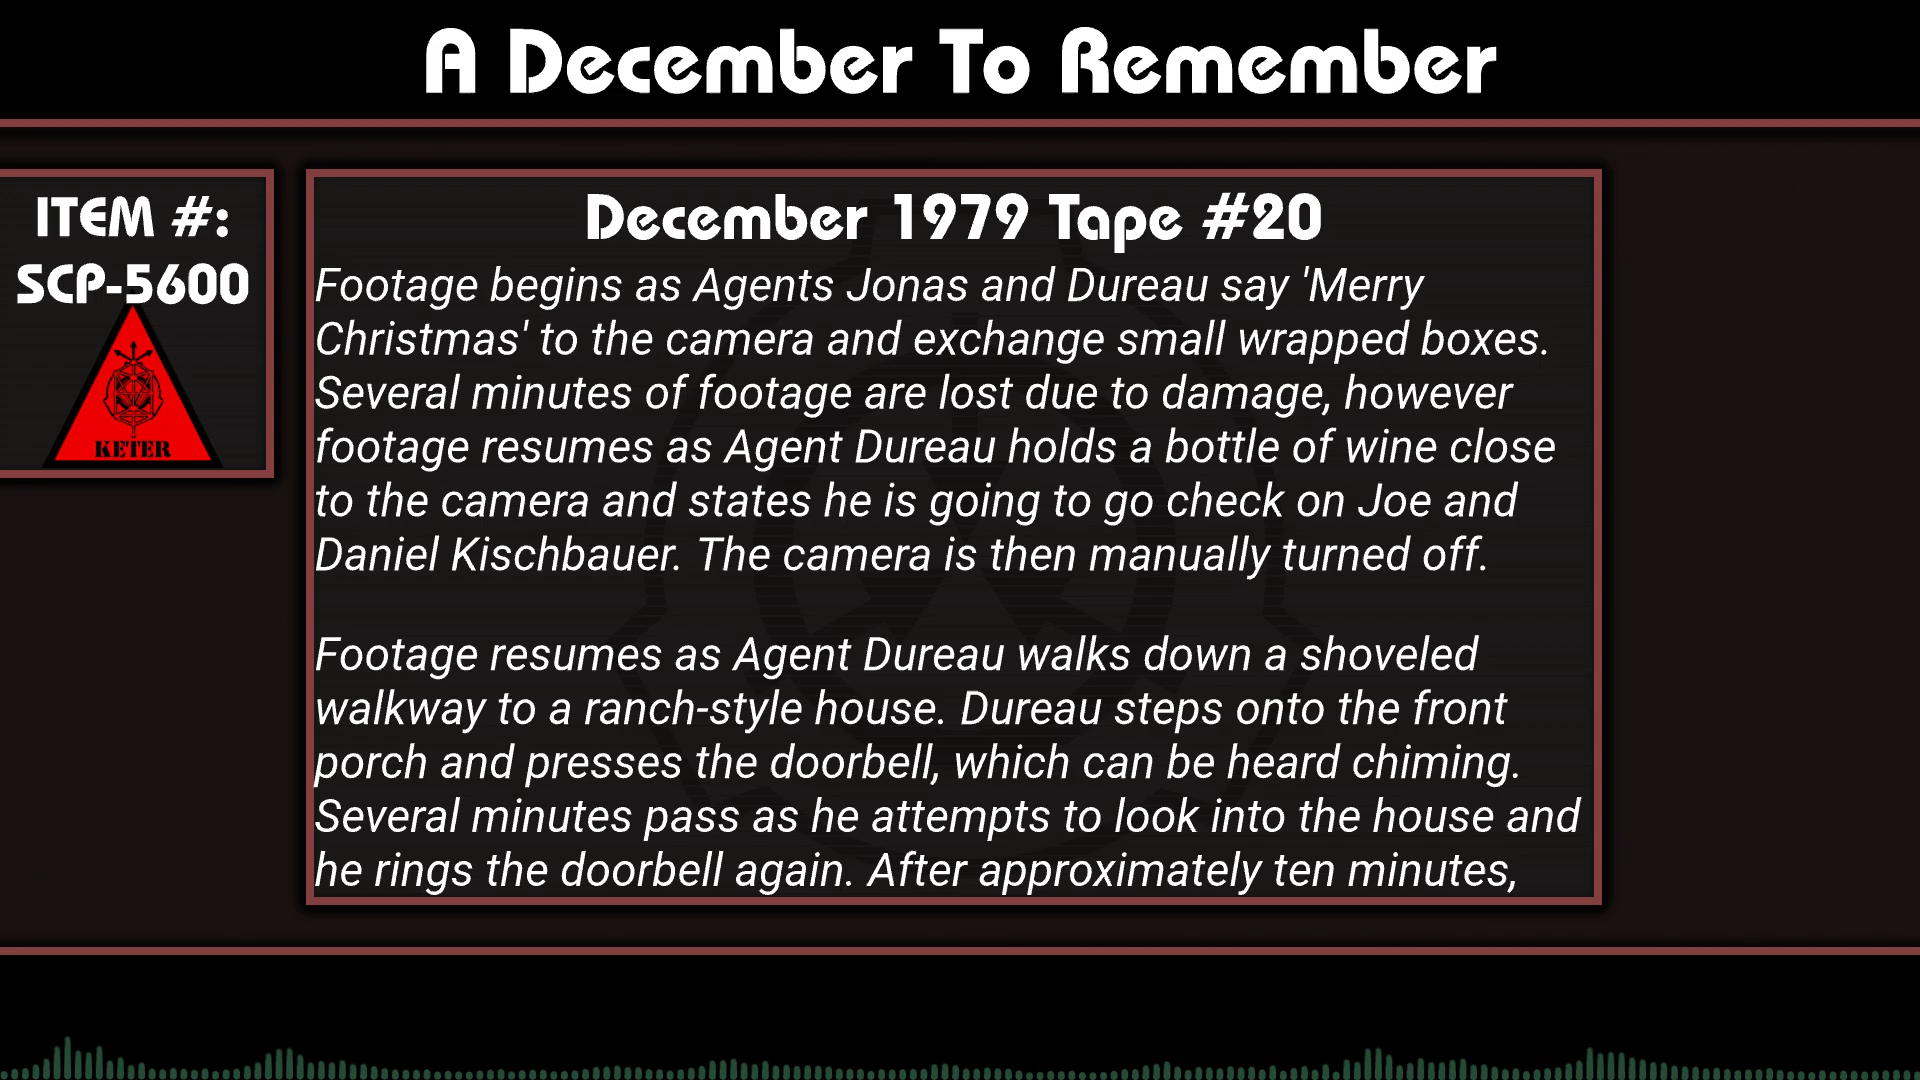 A December To Remember
ITEM #:
SCP-5600
KETER
December 1979 Tape #20
Footage begins as Agents Jonas and Dureau say 'Merry
Christmas' to the camera and exchange small wrapped boxes.
Several minutes of footage are lost due to damage, however
footage resumes as Agent Dureau holds a bottle of wine close
to the camera and states he is going to go check on Joe and
Daniel Kischbauer. The camera is then manually turned off.
Footage resumes as Agent Dureau walks down a shoveled
walkway to a ranch-style house. Dureau steps onto the front
porch and presses the doorbell, which can be heard chiming.
Several minutes pass as he attempts to look into the house and
he rings the doorbell again. After approximately ten minutes,